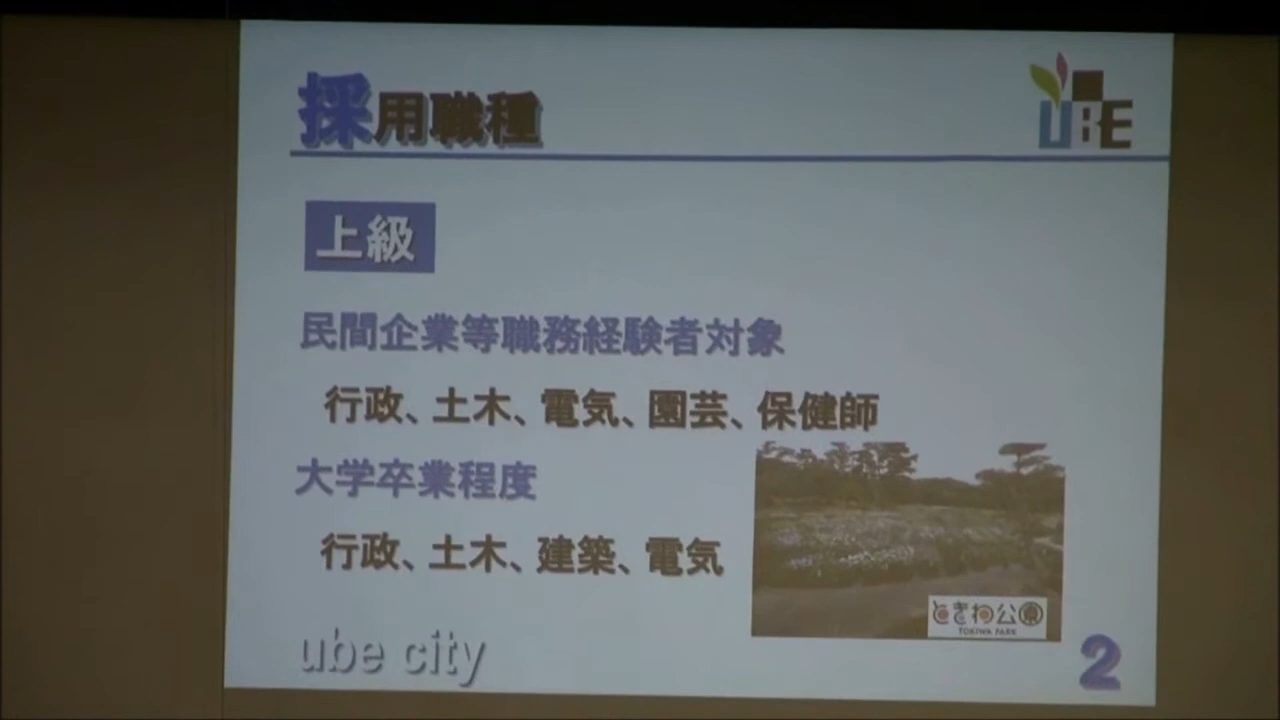 採用職種
UBE
上級
民間企業等職務経験者対象
行政、土木、電気、園芸、保健師
大学卒業程度
行政、土木、建築、電気
ときわ公園
TOKIWA PARK
ube city
2